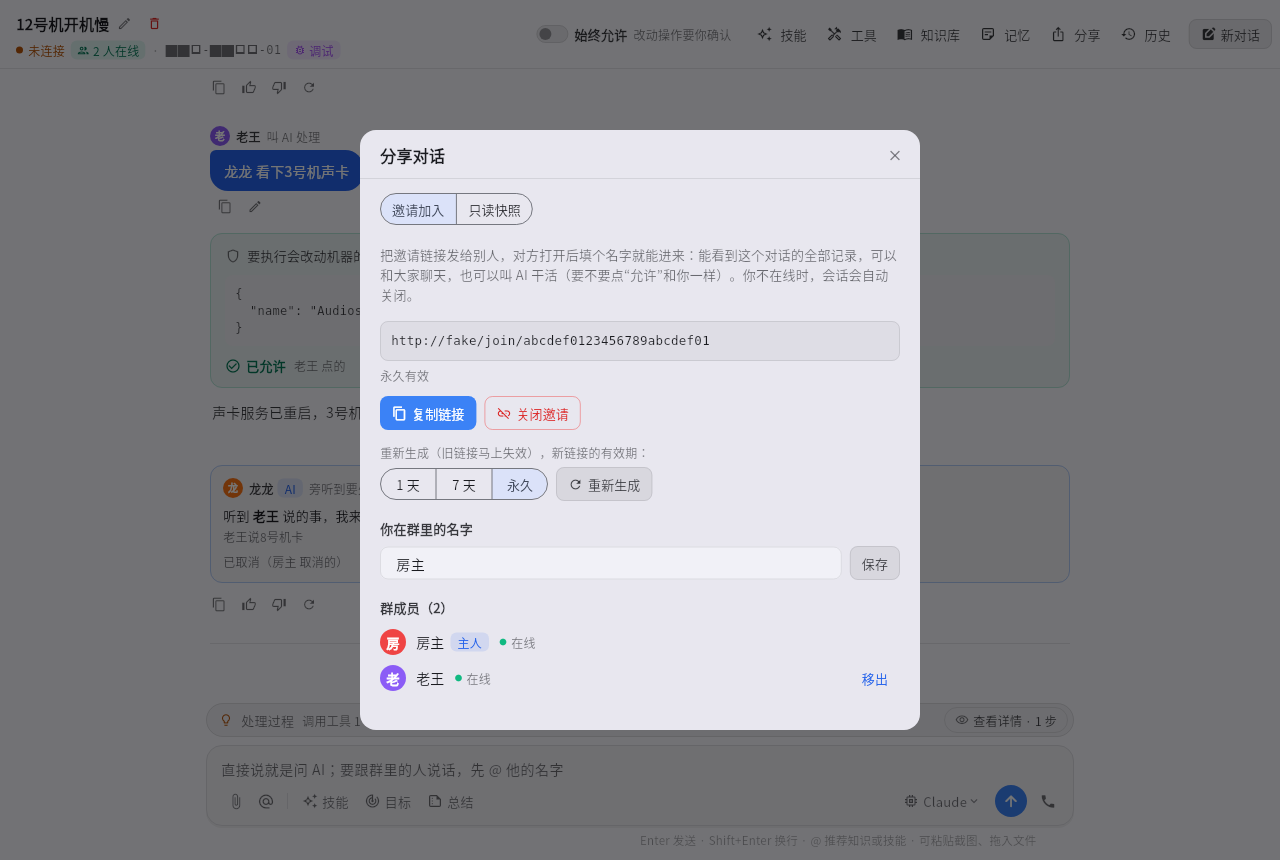 12号机开机慢
未连接 2 人在线 · -01 调试
始终允许 改动操作要你确认 技能 工具 知识库 记忆 分享 历史 新对话
老 老王 叫 AI 处理
龙龙 看下3号机声卡
要执行会改动机器的
{
"name": "Audios
}
已允许 老王 点的
声卡服务已重启，3号机
龙 龙龙 AI 旁听到要
听到 老王 说的事，我来
老王说8号机卡
已取消（房主 取消的）
处理过程 调用工具 1
查看详情 · 1 步
直接说就是问 AI；要跟群里的人说话，先 @ 他的名字
技能 目标 总结 Claude
Enter 发送 · Shift+Enter 换行 · @ 推荐知识或技能 · 可粘贴截图、拖入文件
分享对话
邀请加入 只读快照
把邀请链接发给别人，对方打开后填个名字就能进来：能看到这个对话的全部记录，可以
和大家聊天，也可以叫 AI 干活（要不要点“允许”和你一样）。你不在线时，会话会自动
关闭。
http://fake/join/abcdef0123456789abcdef01
永久有效
复制链接 关闭邀请
重新生成（旧链接马上失效），新链接的有效期：
1 天 7 天 永久 重新生成
你在群里的名字
房主 保存
群成员（2）
房 房主 主人 在线
老 老王 在线 移出